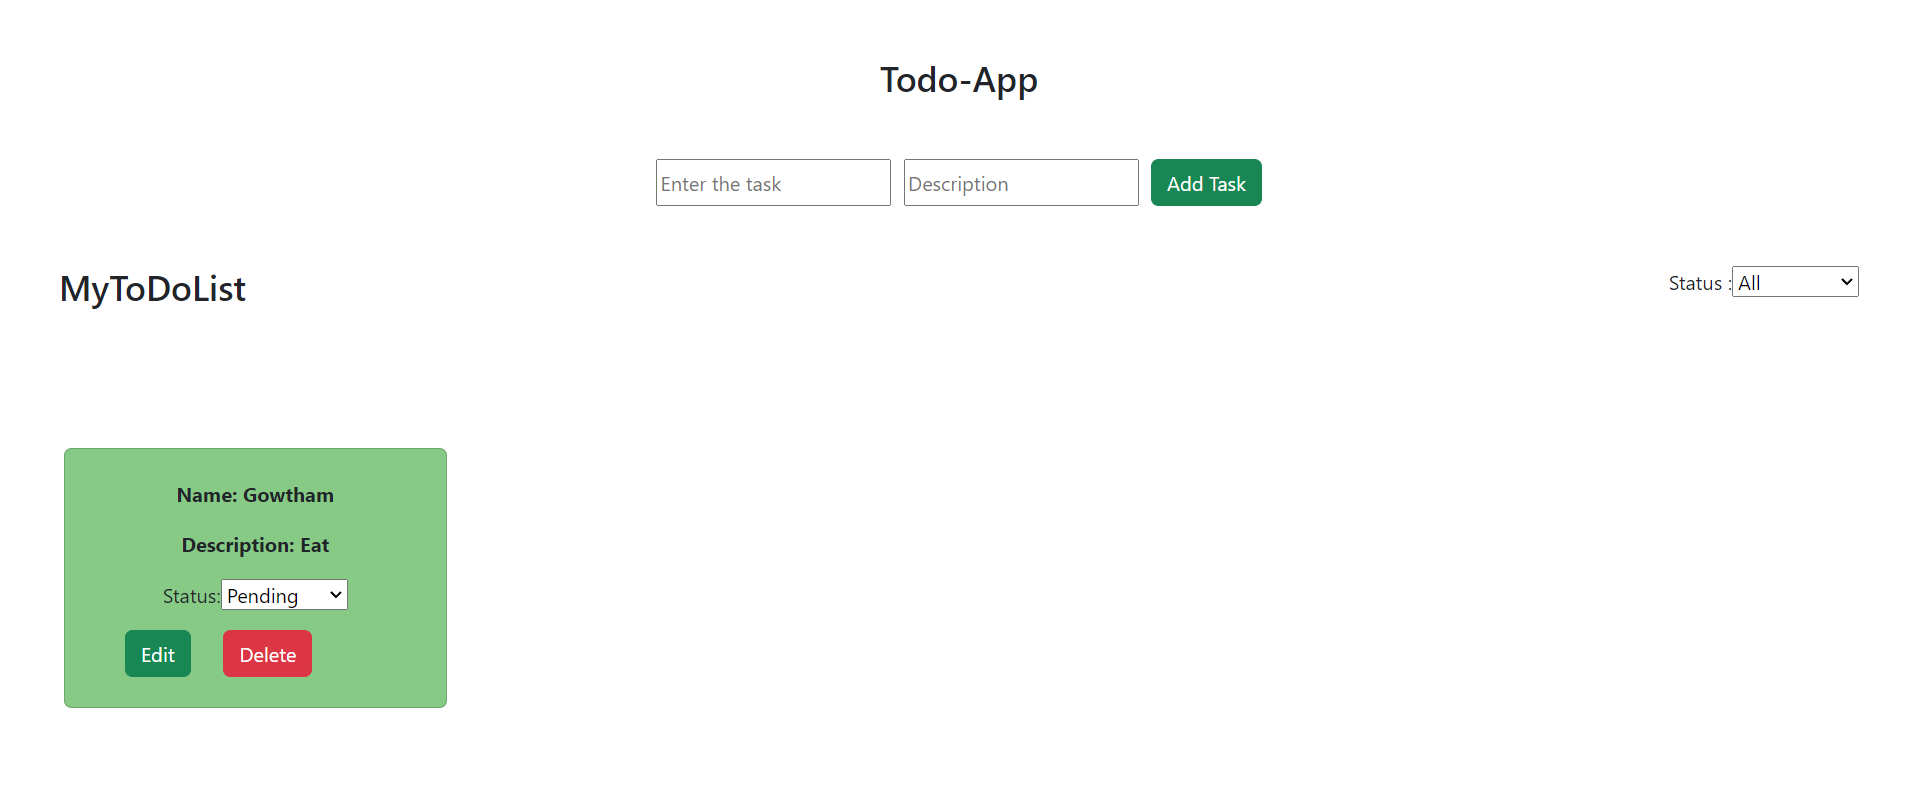 Todo-App
Enter the task Description Add Task
MyToDoList Status : All
Name: Gowtham
Description: Eat
Status: Pending
Edit Delete